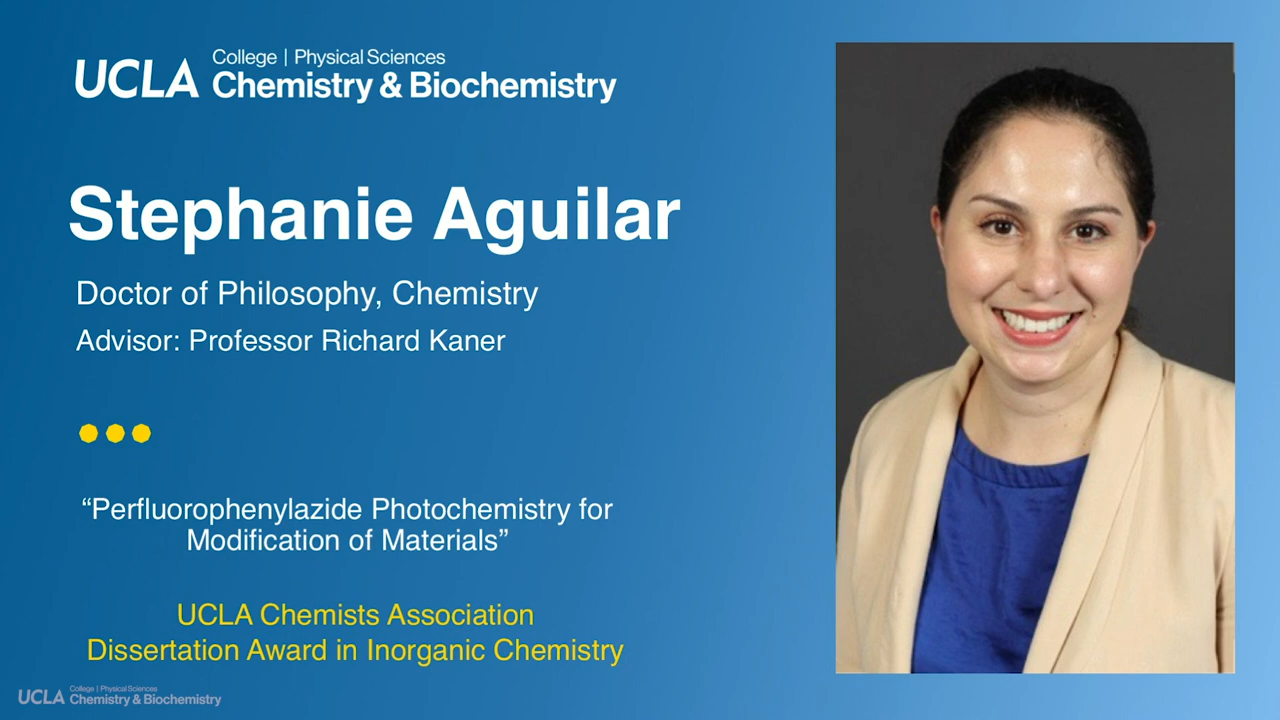 UCLA College | Physical Sciences
Chemistry & Biochemistry
Stephanie Aguilar
Doctor of Philosophy, Chemistry
Advisor: Professor Richard Kaner
“Perfluorophenylazide Photochemistry for
Modification of Materials”
UCLA Chemists Association
Dissertation Award in Inorganic Chemistry
UCLA College | Physical Sciences
Chemistry & Biochemistry